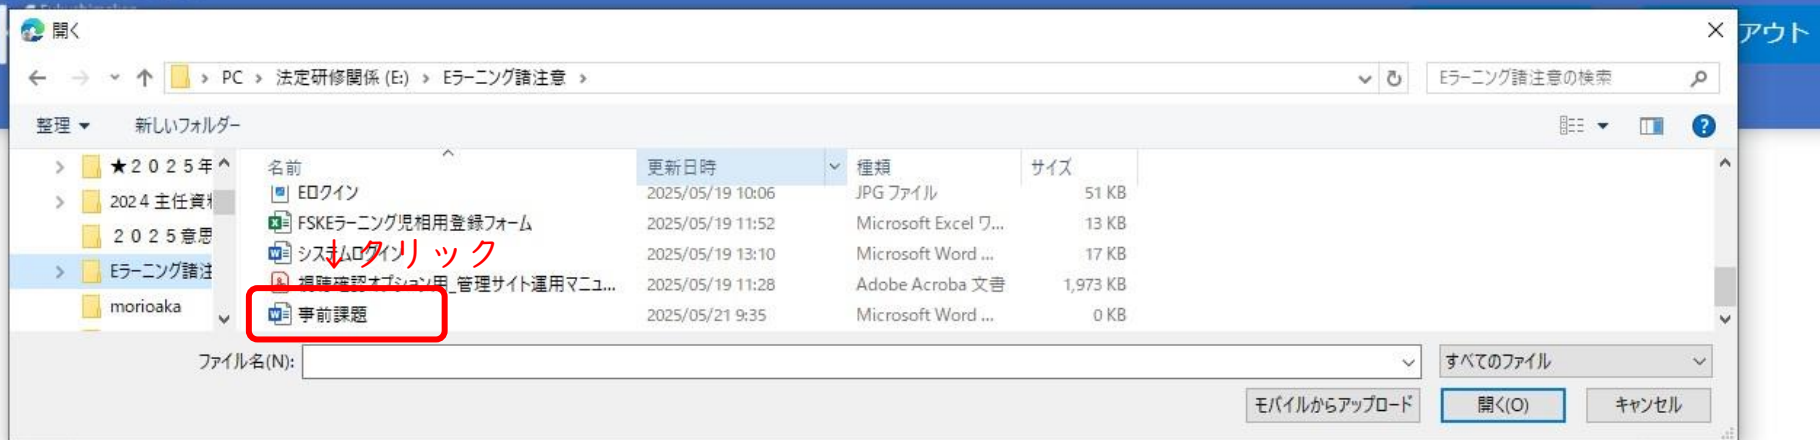 開く
アウト
PC › 法定研修関係 (E:) › Eラーニング諸注意 ›
Eラーニング諸注意の検索
整理 新しいフォルダー
★2025年
2024主任資料
2025意思
Eラーニング諸注
morioaka
名前 更新日時 種類 サイズ
Eログイン 2025/05/19 10:06 JPG ファイル 51 KB
FSKEラーニング児相用登録フォーム 2025/05/19 11:52 Microsoft Excel ワ... 13 KB
システムログイン 2025/05/19 13:10 Microsoft Word ... 17 KB
↓クリック
視聴確認オプション用_管理サイト運用マニュ... 2025/05/19 11:28 Adobe Acroba 文書 1,973 KB
事前課題 2025/05/21 9:35 Microsoft Word ... 0 KB
ファイル名(N):
すべてのファイル
モバイルからアップロード 開く(O) キャンセル